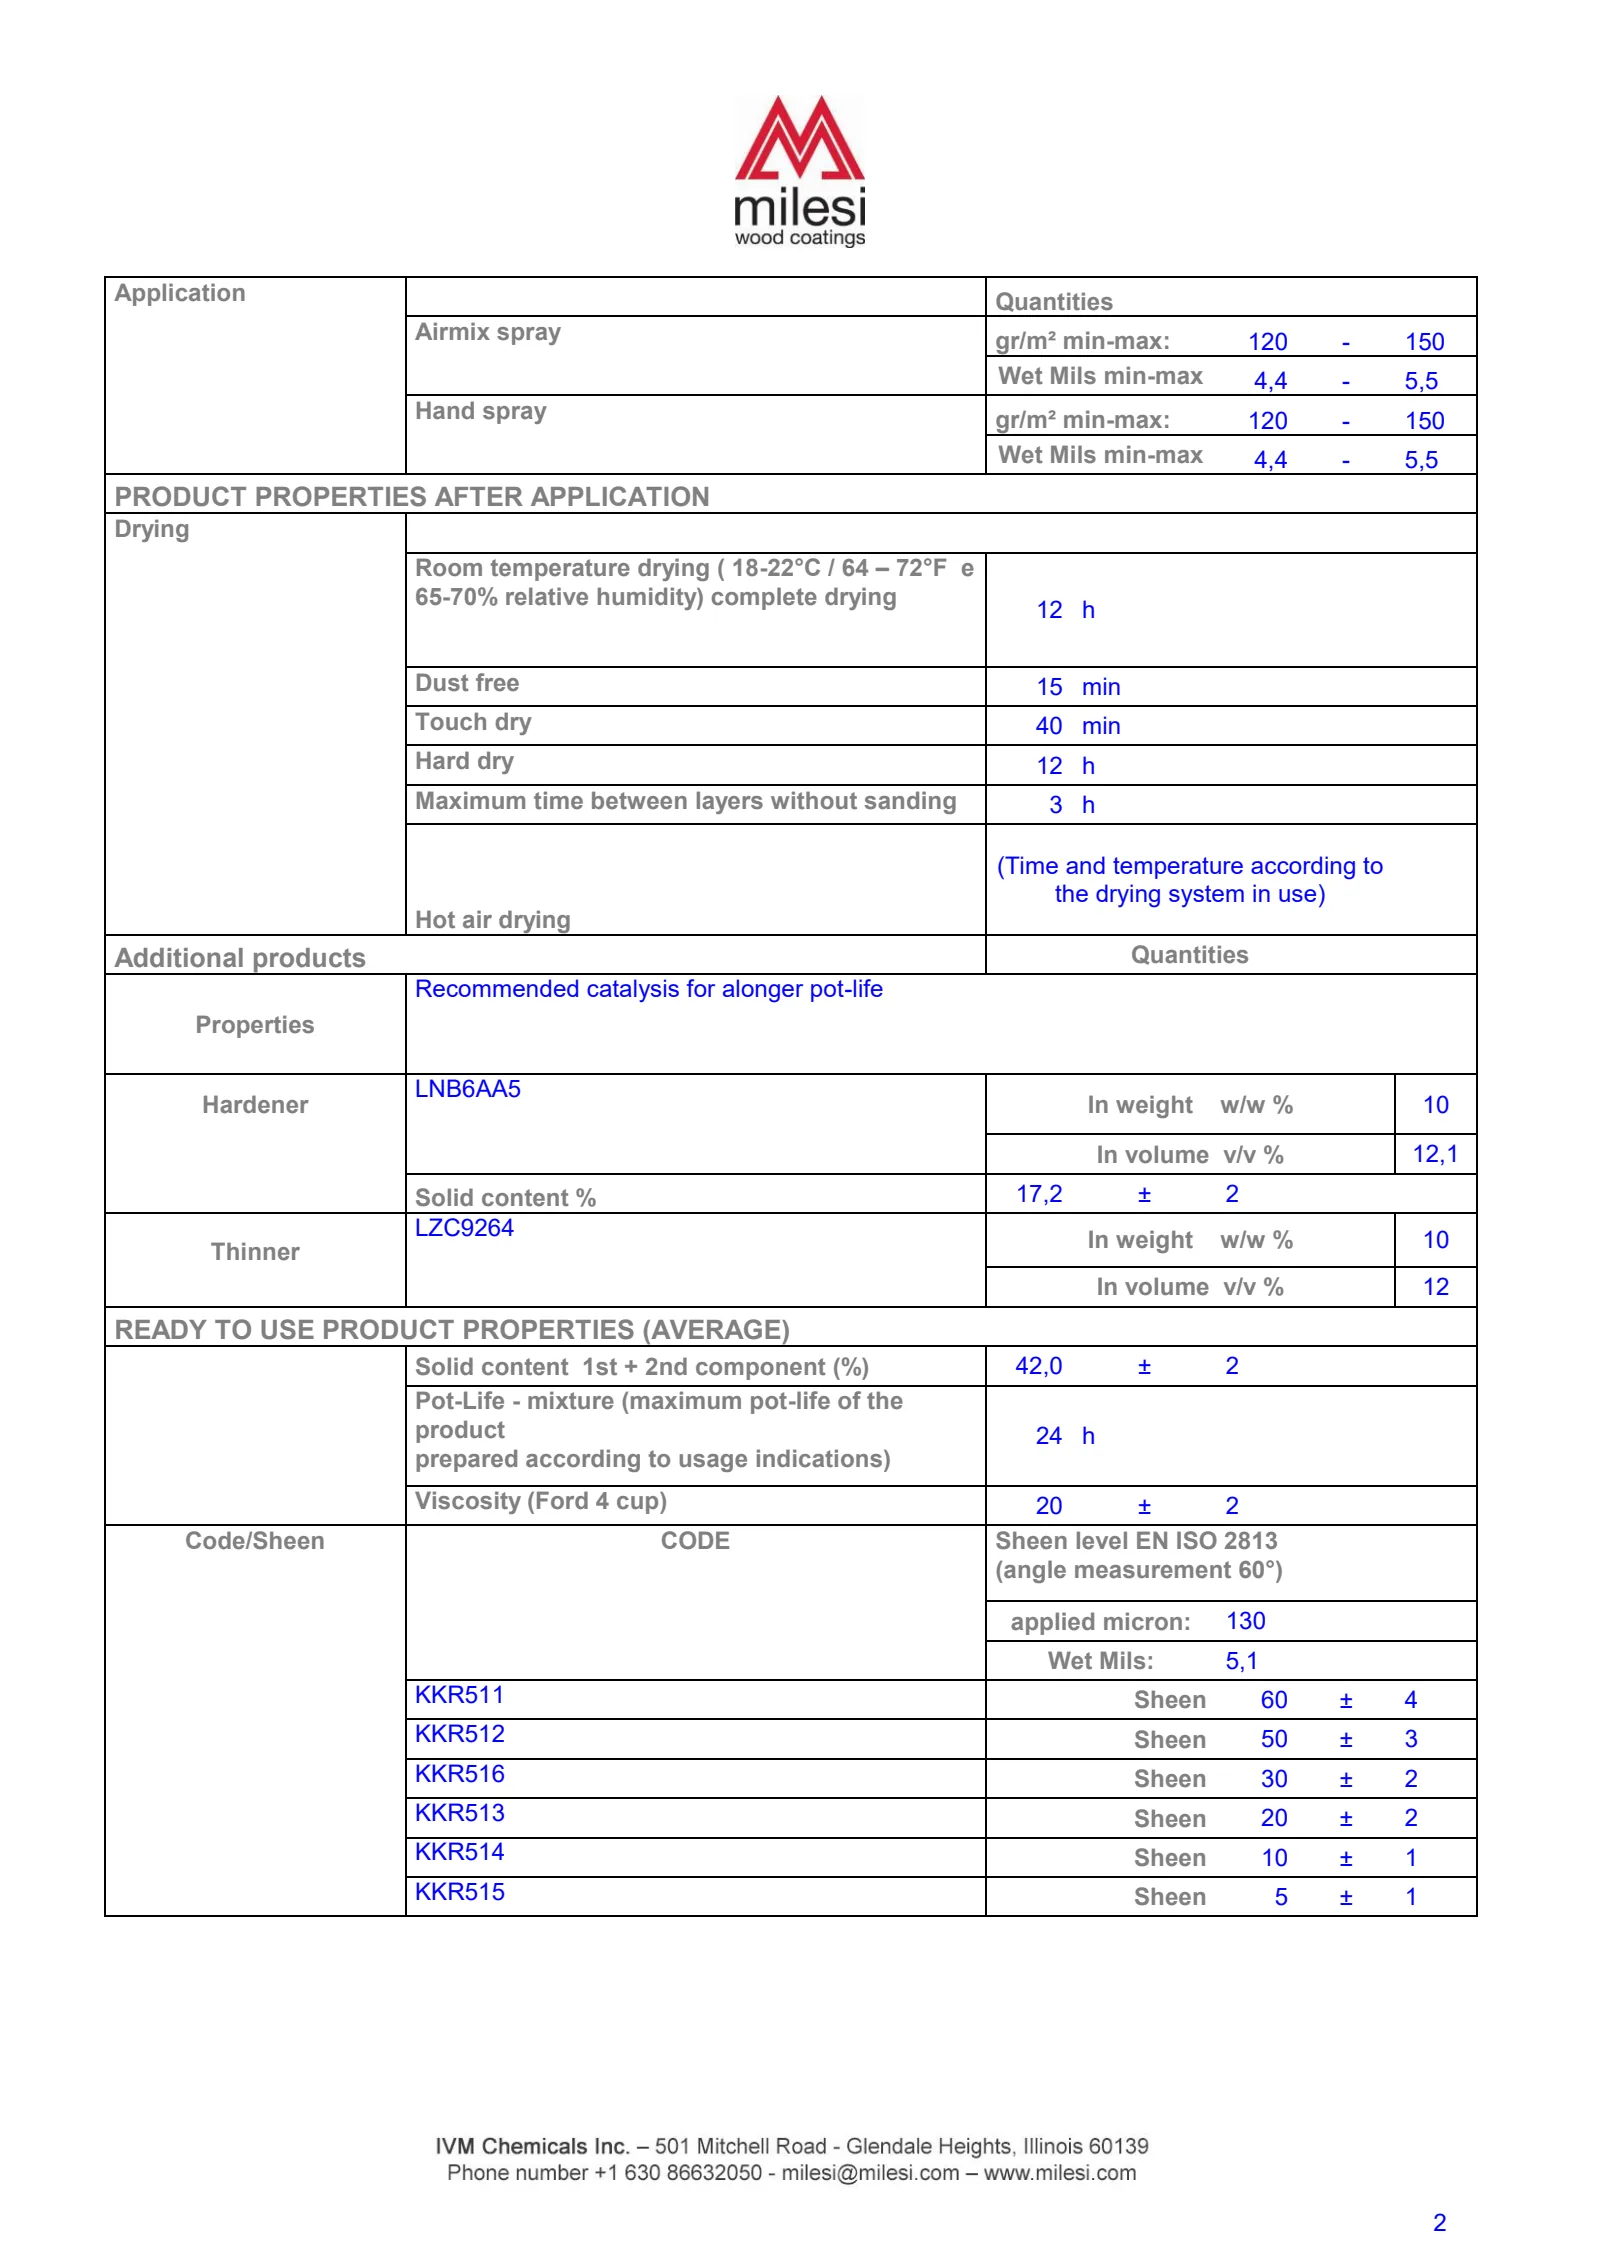 milesi
wood coatings
Application
Quantities
Airmix spray
gr/m² min-max: 120 - 150
Wet Mils min-max 4,4 - 5,5
Hand spray
gr/m² min-max: 120 - 150
Wet Mils min-max 4,4 - 5,5
PRODUCT PROPERTIES AFTER APPLICATION
Drying
Room temperature drying ( 18-22°C / 64 – 72°F e
65-70% relative humidity) complete drying
12 h
Dust free 15 min
Touch dry 40 min
Hard dry 12 h
Maximum time between layers without sanding 3 h
(Time and temperature according to
the drying system in use)
Hot air drying
Additional products Quantities
Recommended catalysis for alonger pot-life
Properties
LNB6AA5
Hardener In weight w/w % 10
In volume v/v % 12,1
Solid content % 17,2 ± 2
LZC9264
Thinner In weight w/w % 10
In volume v/v % 12
READY TO USE PRODUCT PROPERTIES (AVERAGE)
Solid content 1st + 2nd component (%) 42,0 ± 2
Pot-Life - mixture (maximum pot-life of the
product
prepared according to usage indications)
24 h
Viscosity (Ford 4 cup) 20 ± 2
Code/Sheen CODE Sheen level EN ISO 2813
(angle measurement 60°)
applied micron: 130
Wet Mils: 5,1
KKR511 Sheen 60 ± 4
KKR512 Sheen 50 ± 3
KKR516 Sheen 30 ± 2
KKR513 Sheen 20 ± 2
KKR514 Sheen 10 ± 1
KKR515 Sheen 5 ± 1
IVM Chemicals Inc. – 501 Mitchell Road - Glendale Heights, Illinois 60139
Phone number +1 630 86632050 - milesi@milesi.com – www.milesi.com
2